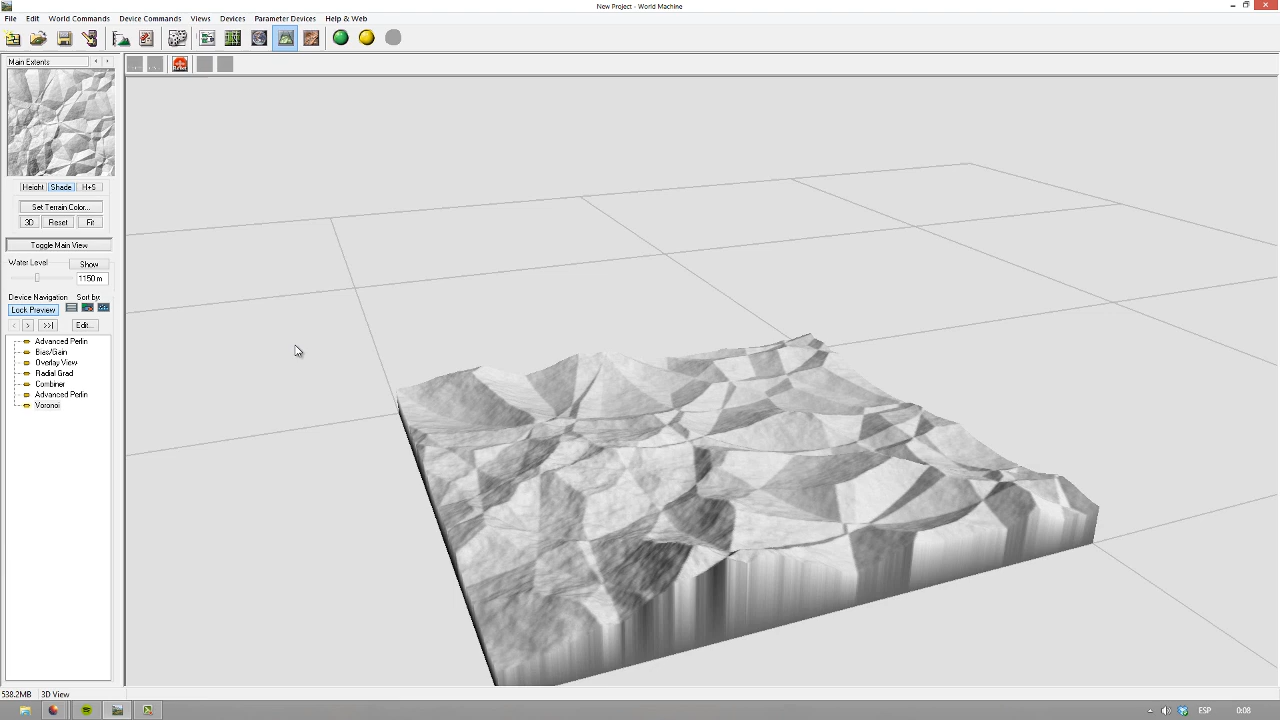 New Project - World Machine
File Edit World Commands Device Commands Views Devices Parameter Devices Help & Web
Main Extents
Reset
Height Shade H+S
Set Terrain Color...
3D Reset Fit
Toggle Main View
Water Level Show
1150 m
Device Navigation Sort by:
Lock Preview
< > >>| Edit...
Advanced Perlin
Bias/Gain
Overlay View
Radial Grad
Combiner
Advanced Perlin
Voronoi
538.2MB 3D View
ESP 0:08